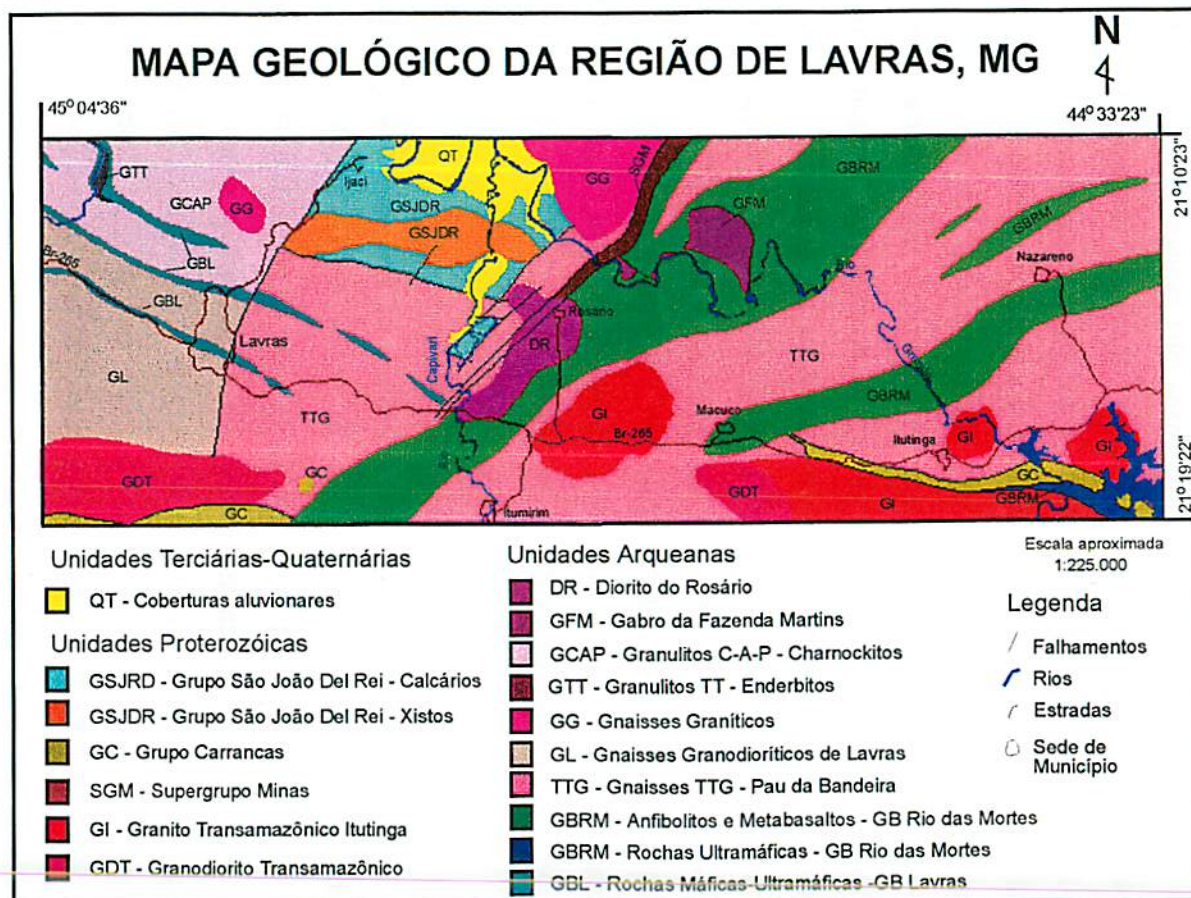 MAPA GEOLÓGICO DA REGIÃO DE LAVRAS, MG
N
45° 04'36"
44° 33'23"
21° 10'23"
21° 19'22"
GTT
GCAP
GG
GBL
Br-265
GBL
Lavras
GL
GDT
GC
GC
TTG
Ijaci
GSJDR
GSJDR
QT
GG
SGM
Capivari
Rio
DR
Rosário
GFM
GBRM
GBRM
Rio
Grande
Nazareno
TTG
GBRM
GI
Macuco
Br-265
Itutinga
GI
GI
GC
GBRM
GI
GDT
Itumirim
Unidades Terciárias-Quaternárias
QT - Coberturas aluvionares
Unidades Proterozóicas
GSJRD - Grupo São João Del Rei - Calcários
GSJDR - Grupo São João Del Rei - Xistos
GC - Grupo Carrancas
SGM - Supergrupo Minas
GI - Granito Transamazônico Itutinga
GDT - Granodiorito Transamazônico
Unidades Arqueanas
DR - Diorito do Rosário
GFM - Gabro da Fazenda Martins
GCAP - Granulitos C-A-P - Charnockitos
GTT - Granulitos TT - Enderbitos
GG - Gnaisses Graníticos
GL - Gnaisses Granodioríticos de Lavras
TTG - Gnaisses TTG - Pau da Bandeira
GBRM - Anfibolitos e Metabasaltos - GB Rio das Mortes
GBRM - Rochas Ultramáficas - GB Rio das Mortes
GBL - Rochas Máficas-Ultramáficas -GB Lavras
Escala aproximada
1:225.000
Legenda
Falhamentos
Rios
Estradas
Sede de
Município